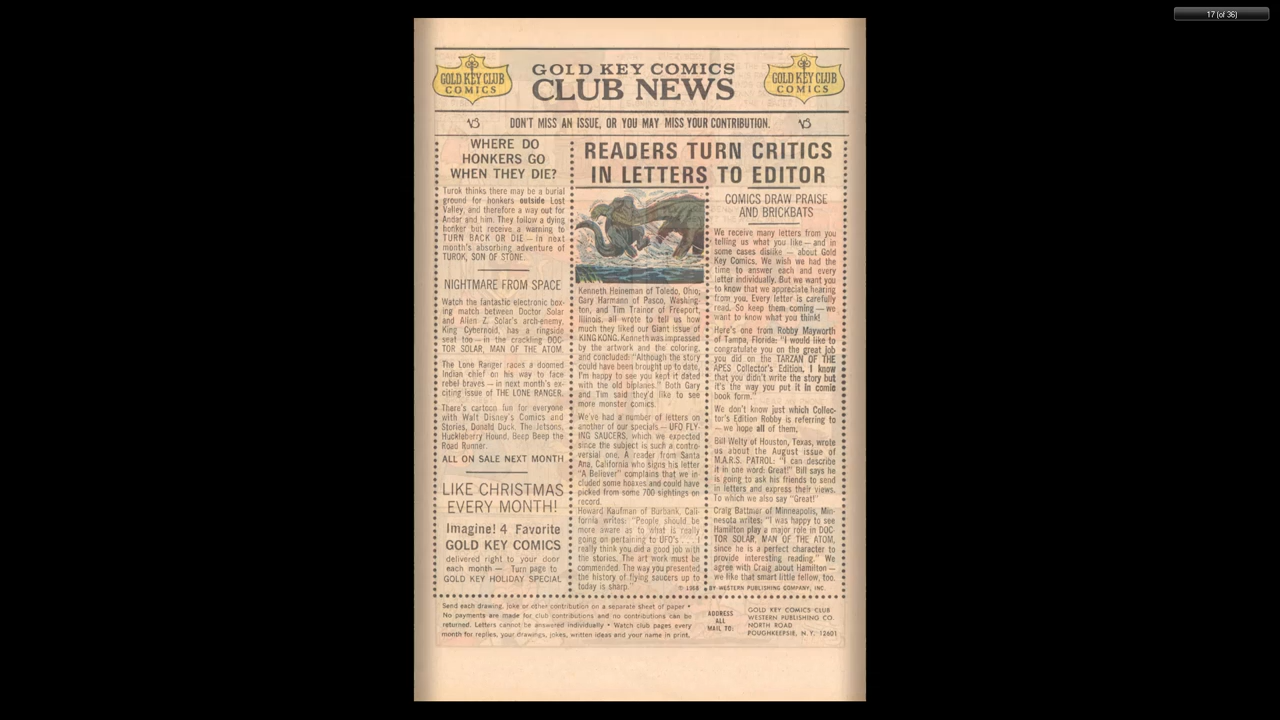 17 (of 36)
GOLD KEY CLUB
COMICS
GOLD KEY COMICS
CLUB NEWS
GOLD KEY CLUB
COMICS
DON'T MISS AN ISSUE, OR YOU MAY MISS YOUR CONTRIBUTION.
WHERE DO
HONKERS GO
WHEN THEY DIE?
Turok thinks there may be a burial
ground for honkers outside Lost
Valley, and therefore a way out for
Andar and him. They follow a dying
honker but receive a warning to
TURN BACK OR DIE — in next
month's absorbing adventure of
TUROK, SON OF STONE.
NIGHTMARE FROM SPACE
Watch the fantastic electronic box-
ing match between Doctor Solar
and Alien Z. Solar's arch-enemy,
King Cybernoid, has a ringside
seat too — in the crackling DOC-
TOR SOLAR, MAN OF THE ATOM.
The Lone Ranger races a doomed
Indian chief on his way to face
rebel braves — in next month's ex-
citing issue of THE LONE RANGER.
There's cartoon fun for everyone
with Walt Disney's Comics and
Stories, Donald Duck, The Jetsons,
Huckleberry Hound, Beep Beep the
Road Runner.
ALL ON SALE NEXT MONTH
LIKE CHRISTMAS
EVERY MONTH!
Imagine! 4 Favorite
GOLD KEY COMICS
delivered right to your door
each month — Turn page to
GOLD KEY HOLIDAY SPECIAL
READERS TURN CRITICS
IN LETTERS TO EDITOR
Kenneth Heineman of Toledo, Ohio,
Gary Harmann of Pasco, Washing-
ton, and Tim Trainor of Freeport,
Illinois, all wrote to tell us how
much they liked our Giant issue of
KING KONG. Kenneth was impressed
by the artwork and the coloring,
and concluded: "Although the story
could have been brought up to date,
I'm happy to see you kept it dated
with the old biplanes." Both Gary
and Tim said they'd like to see
more monster comics.
We've had a number of letters on
another of our specials — UFO FLY-
ING SAUCERS, which we expected
since the subject is such a contro-
versial one. A reader from Santa
Ana, California who signs his letter
"A Believer" complains that we in-
cluded some hoaxes and could have
picked from some 700 sightings on
record.
Howard Kaufman of Burbank, Cali-
fornia writes: "People should be
more aware as to what is really
going on pertaining to UFO's . . . I
really think you did a good job with
the stories. The art work must be
commended. The way you presented
the history of flying saucers up to
today is sharp."
COMICS DRAW PRAISE
AND BRICKBATS
We receive many letters from you
telling us what you like — and in
some cases dislike — about Gold
Key Comics. We wish we had the
time to answer each and every
letter individually. But we want you
to know that we appreciate hearing
from you. Every letter is carefully
read. So keep them coming — we
want to know what you think!
Here's one from Robby Mayworth
of Tampa, Florida: "I would like to
congratulate you on the great job
you did on the TARZAN OF THE
APES Collector's Edition. I know
that you didn't write the story but
it's the way you put it in comic
book form."
We don't know just which Collec-
tor's Edition Robby is referring to
— we hope all of them.
Bill Welty of Houston, Texas, wrote
us about the August issue of
M.A.R.S. PATROL: "I can describe
it in one word: Great!" Bill says he
is going to ask his friends to send
in letters and express their views.
To which we also say "Great!"
Craig Battmer of Minneapolis, Min-
nesota writes: "I was happy to see
Hamilton play a major role in DOC-
TOR SOLAR, MAN OF THE ATOM,
since he is a perfect character to
provide interesting reading." We
agree with Craig about Hamilton —
we like that smart little fellow, too.
© 1968 BY WESTERN PUBLISHING COMPANY, INC.
Send each drawing, joke or other contribution on a separate sheet of paper •
No payments are made for club contributions and no contributions can be
returned. Letters cannot be answered individually • Watch club pages every
month for replies, your drawings, jokes, written ideas and your name in print.
ADDRESS
ALL
MAIL TO:
GOLD KEY COMICS CLUB
WESTERN PUBLISHING CO.
NORTH ROAD
POUGHKEEPSIE, N.Y. 12601